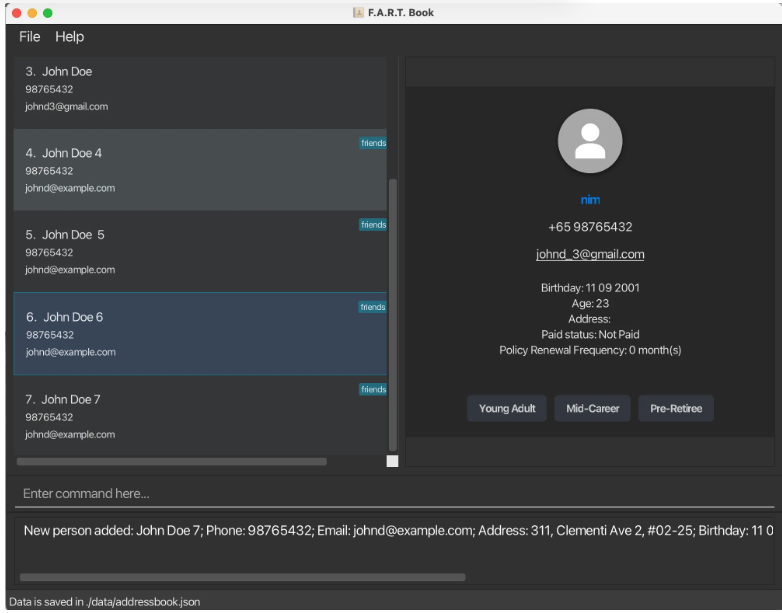 F.A.R.T. Book
File Help
3. John Doe
98765432
johnd3@gmail.com
friends
4. John Doe 4
98765432
johnd@example.com
friends
5. John Doe 5
98765432
johnd@example.com
friends
6. John Doe 6
98765432
johnd@example.com
friends
7. John Doe 7
98765432
johnd@example.com
nim
+65 98765432
johnd_3@gmail.com
Birthday: 11 09 2001
Age: 23
Address:
Paid status: Not Paid
Policy Renewal Frequency: 0 month(s)
Young Adult Mid-Career Pre-Retiree
Enter command here...
New person added: John Doe 7; Phone: 98765432; Email: johnd@example.com; Address: 311, Clementi Ave 2, #02-25; Birthday: 11 0
Data is saved in ./data/addressbook.json